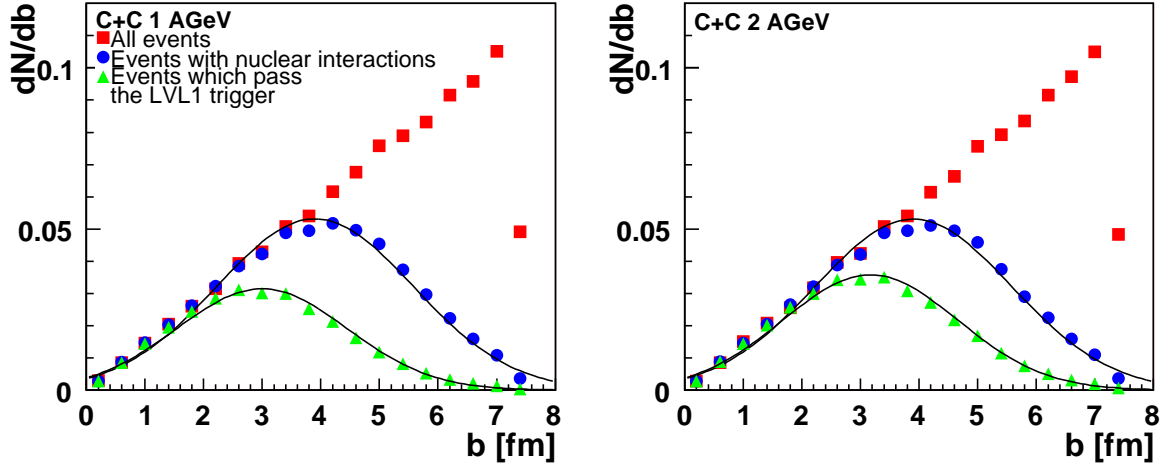 C+C 1 AGeV
All events
Events with nuclear interactions
Events which pass
the LVL1 trigger
dN/db
0.1
0.05
0
0 1 2 3 4 5 6 7 8
b [fm]
C+C 2 AGeV
dN/db
0.1
0.05
0
0 1 2 3 4 5 6 7 8
b [fm]